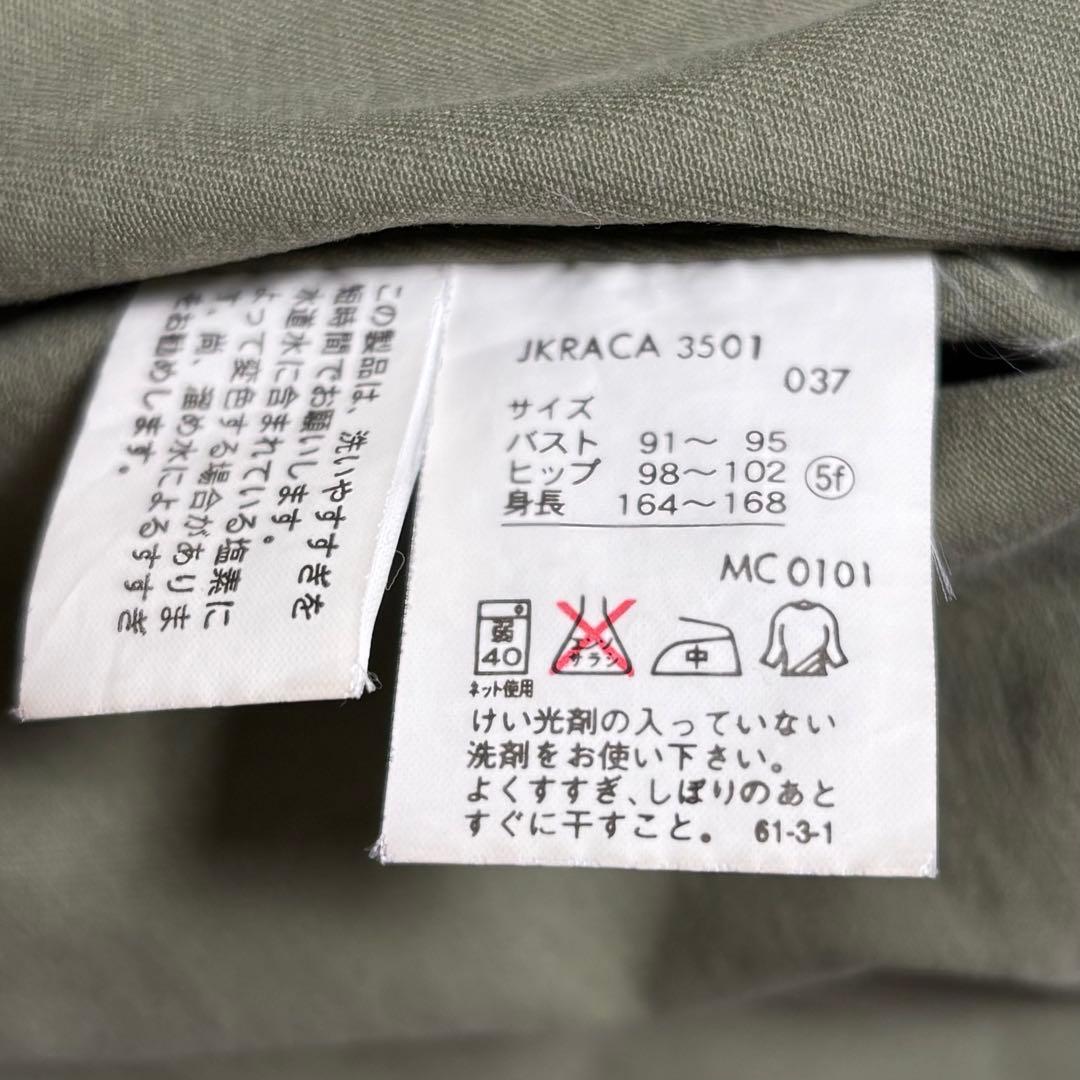 JKRACA 3501
037
サイズ
バスト 91～ 95
ヒップ 98～102
身長 164～168
5f
MC0101
弱
40
ネット使用
エンソ
サラシ
中
けい光剤の入っていない
洗剤をお使い下さい。
よくすすぎ、しぼりのあと
すぐに干すこと。 61-3-1
この製品は、洗いやすすぎを
短時間でお願いします。
水道水に含まれている塩素に
よって変色する場合がありま
す。尚、溜め水によるすすぎ
をお勧めします。